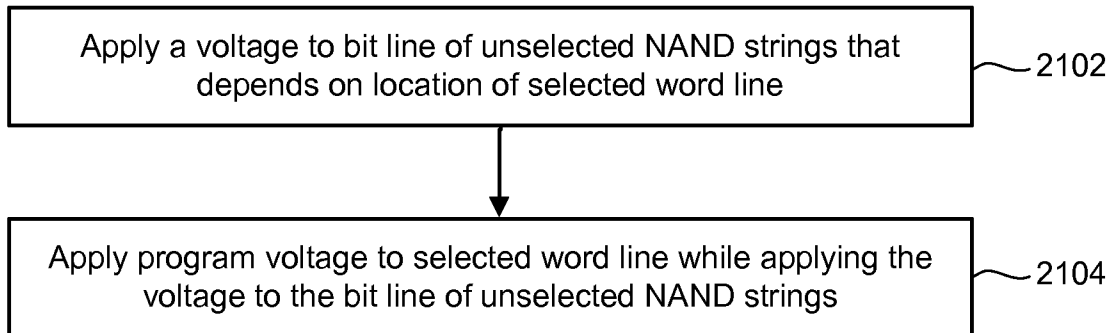 Apply a voltage to bit line of unselected NAND strings that
depends on location of selected word line
2102
Apply program voltage to selected word line while applying the
voltage to the bit line of unselected NAND strings
2104